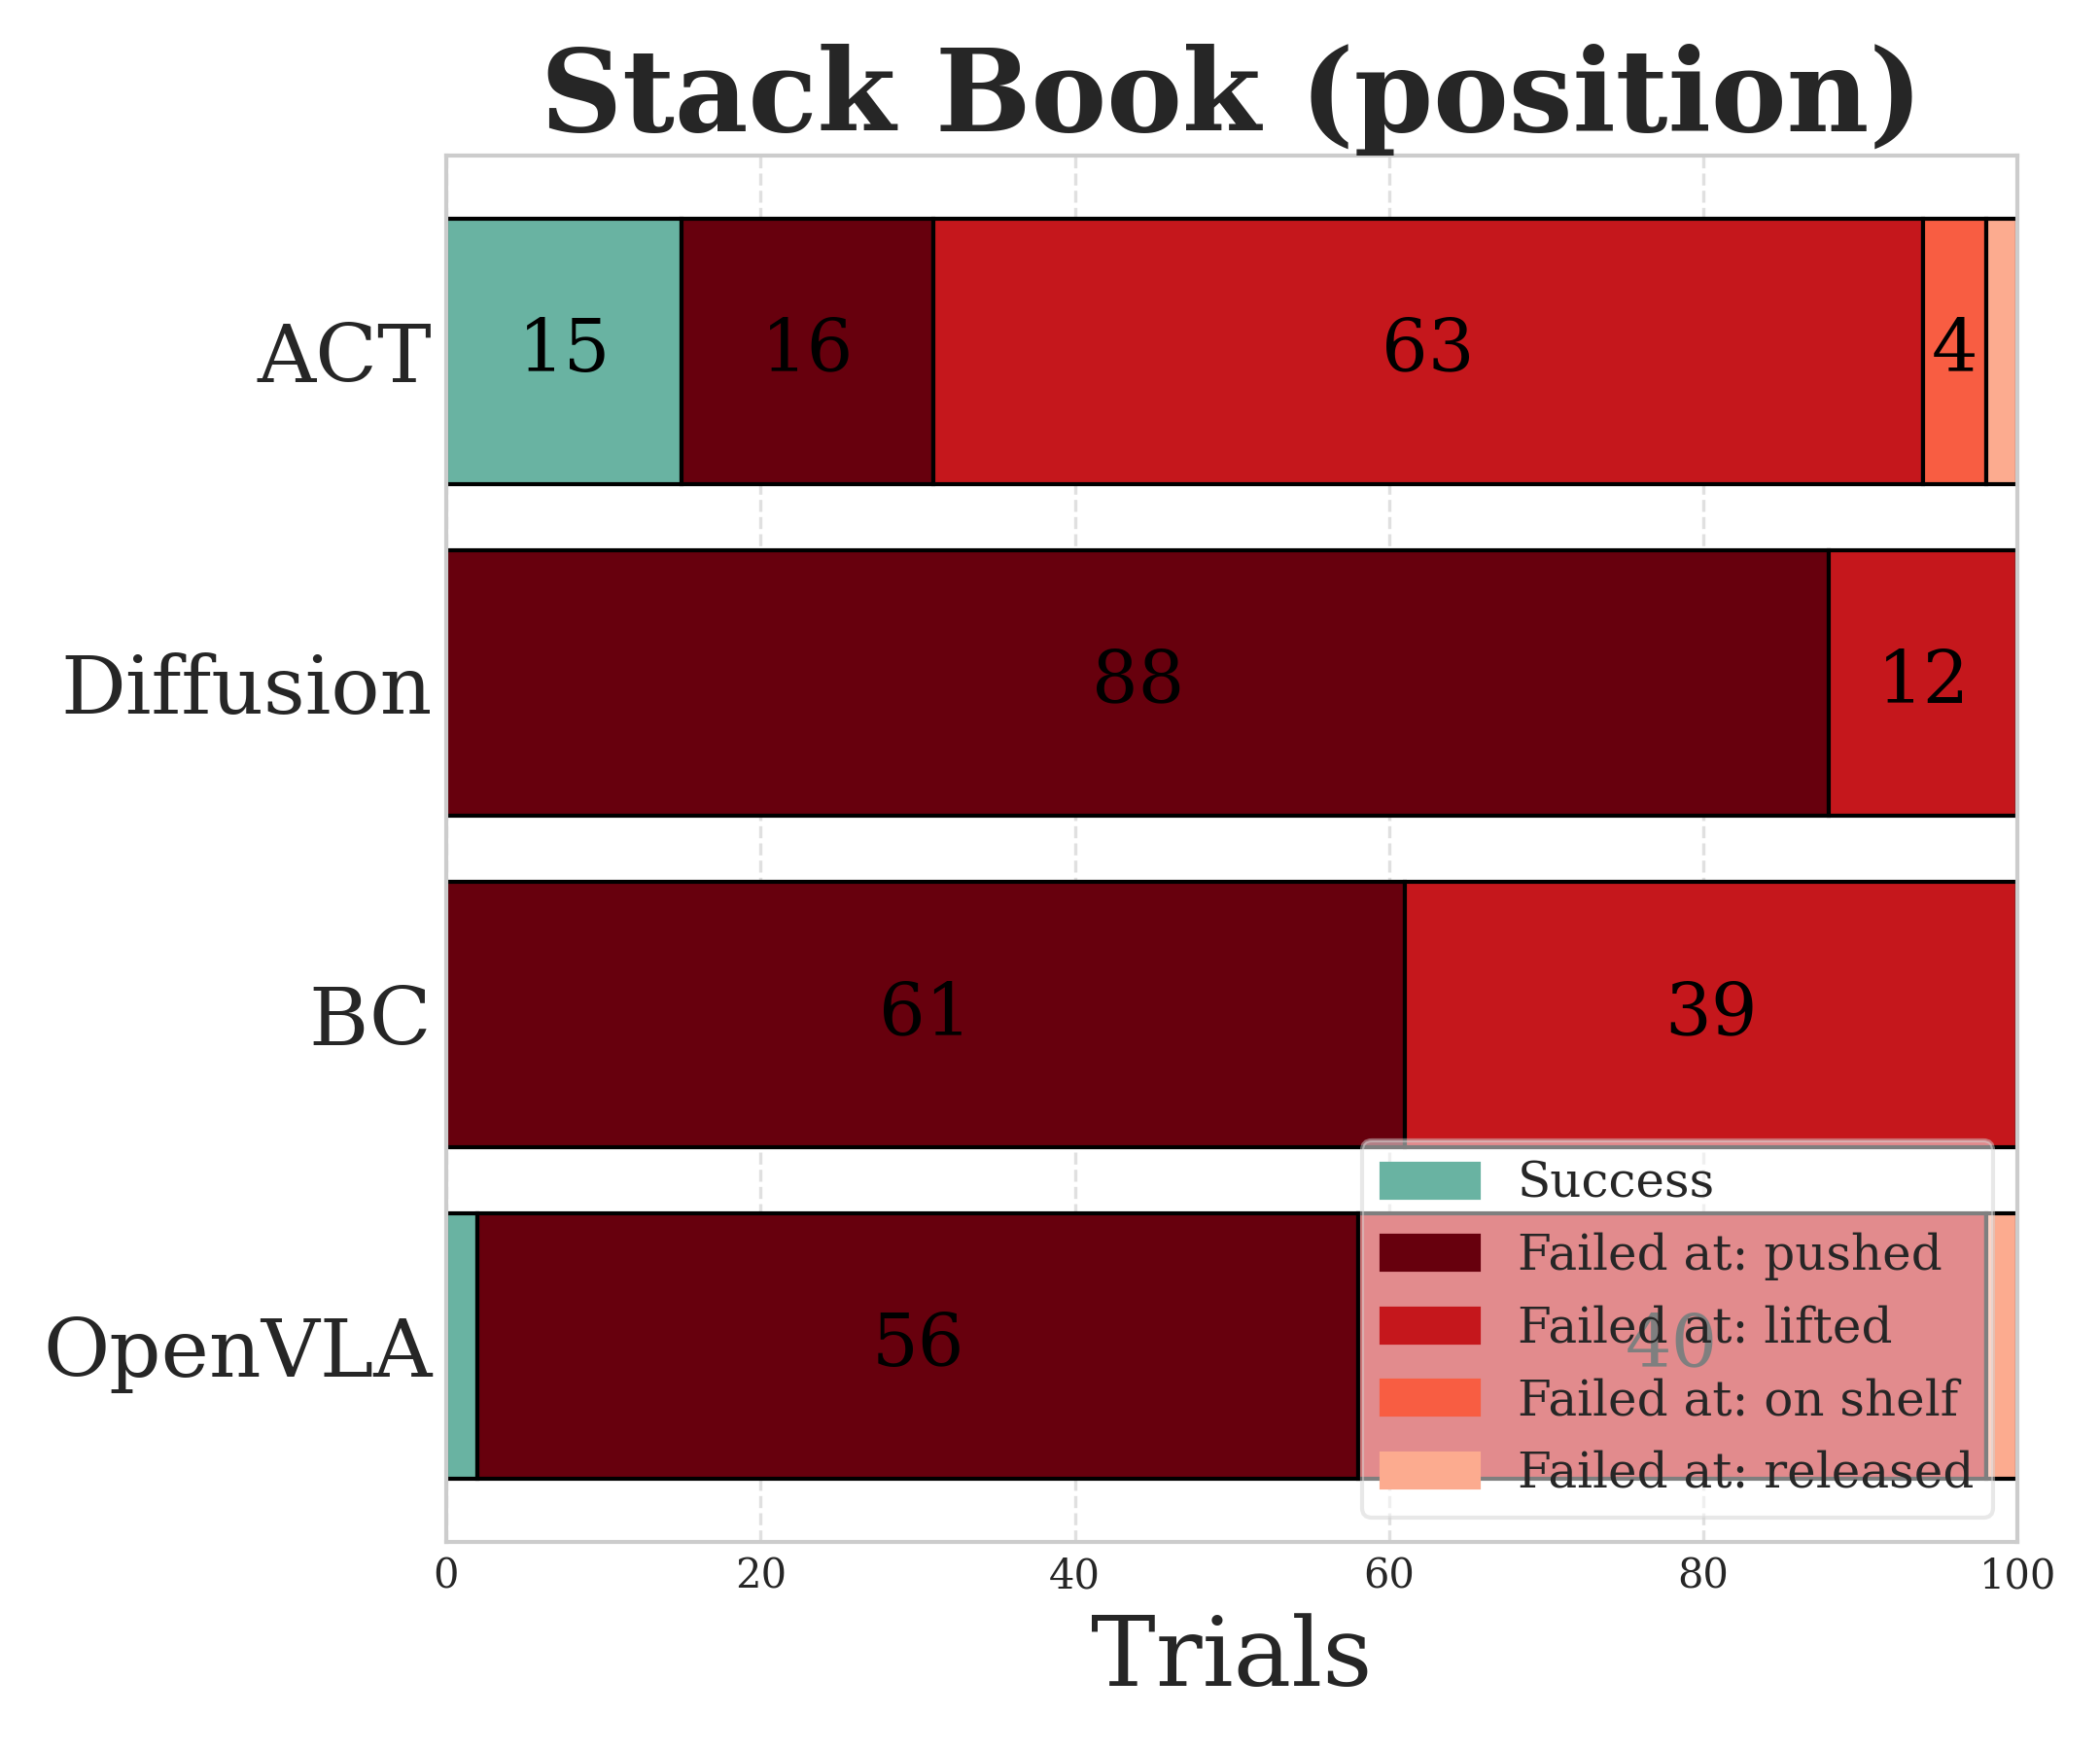 Stack Book (position)
ACT
15
16
63
4
Diffusion
88
12
BC
61
39
Success
Failed at: pushed
Failed at: lifted
Failed at: on shelf
Failed at: released
OpenVLA
56
40
0
20
40
60
80
100
Trials